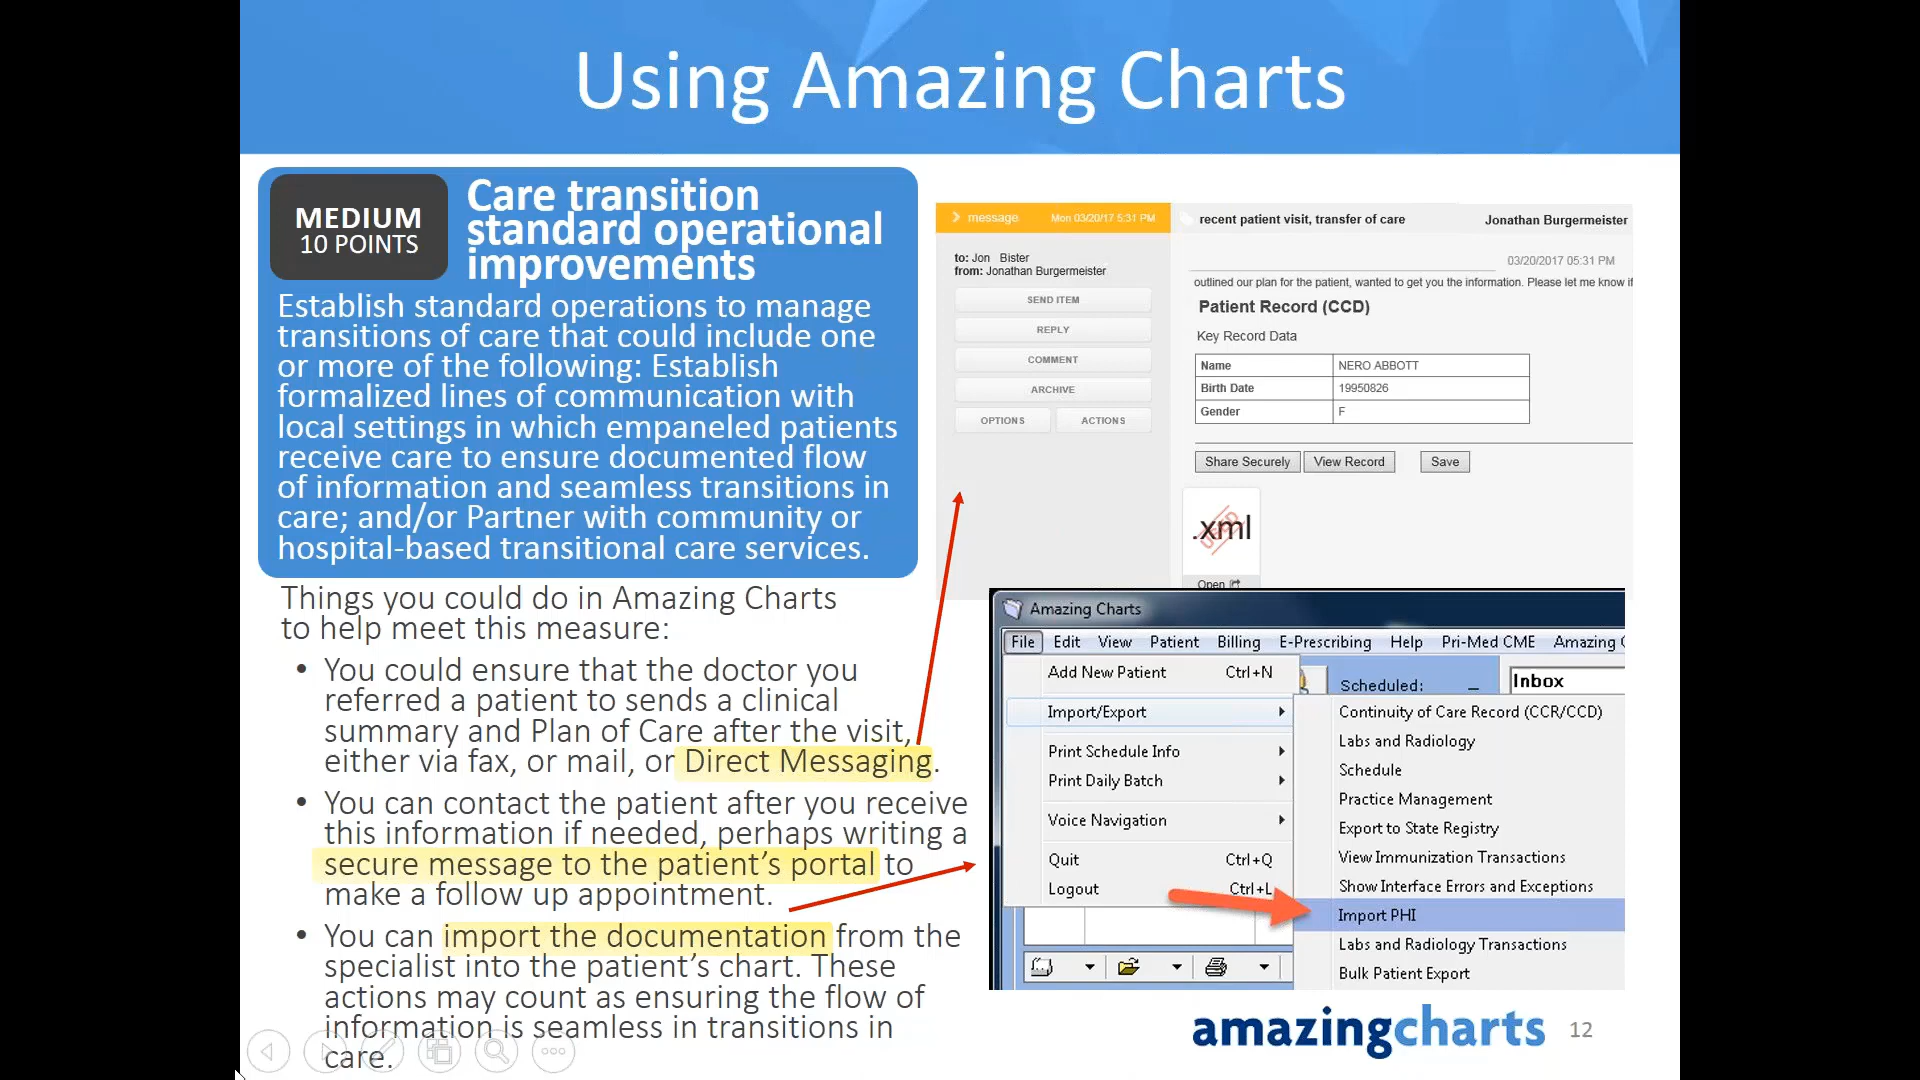 Using Amazing Charts
MEDIUM
10 POINTS
Care transition
standard operational
improvements
Establish standard operations to manage
transitions of care that could include one
or more of the following: Establish
formalized lines of communication with
local settings in which empaneled patients
receive care to ensure documented flow
of information and seamless transitions in
care; and/or Partner with community or
hospital-based transitional care services.
Things you could do in Amazing Charts
to help meet this measure:
• You could ensure that the doctor you
referred a patient to sends a clinical
summary and Plan of Care after the visit,
either via fax, or mail, or Direct Messaging.
• You can contact the patient after you receive
this information if needed, perhaps writing a
secure message to the patient's portal to
make a follow up appointment.
• You can import the documentation from the
specialist into the patient's chart. These
actions may count as ensuring the flow of
information is seamless in transitions in
care.
message Mon 03/20/17 5:31 PM
to: Jon Bister
from: Jonathan Burgermeister
SEND ITEM
REPLY
COMMENT
ARCHIVE
OPTIONS ACTIONS
recent patient visit, transfer of care Jonathan Burgermeister
03/20/2017 05:31 PM
outlined our plan for the patient, wanted to get you the information. Please let me know if
Patient Record (CCD)
Key Record Data
Name NERO ABBOTT
Birth Date 19950826
Gender F
Share Securely View Record Save
.xml
Open
Amazing Charts
File Edit View Patient Billing E-Prescribing Help Pri-Med CME Amazing
Add New Patient Ctrl+N
Import/Export
Print Schedule Info
Print Daily Batch
Voice Navigation
Quit Ctrl+Q
Logout Ctrl+L
Scheduled:
Inbox
Continuity of Care Record (CCR/CCD)
Labs and Radiology
Schedule
Practice Management
Export to State Registry
View Immunization Transactions
Show Interface Errors and Exceptions
Import PHI
Labs and Radiology Transactions
Bulk Patient Export
amazingcharts 12